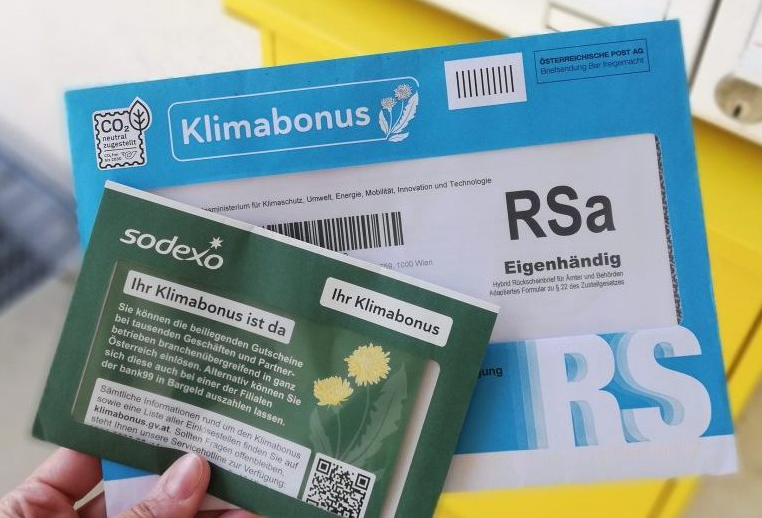 ÖSTERREICHISCHE POST AG
Briefsendung Bar freigemacht
CO2
neutral
zugestellt
Klimabonus
für Klimaschutz, Umwelt, Energie, Mobilität, Innovation und Technologie
RSa
1000 Wien
Eigenhändig
Hybrid Rückscheinbrief für Ämter und Behörden
Adaptiertes Formular zu § 22 des Zustellgesetzes
RS
sodexo
Ihr Klimabonus ist da
Ihr Klimabonus
Sie können die beiliegenden Gutscheine
bei tausenden Geschäften und Partner-
betrieben branchenübergreifend in ganz
Österreich einlösen. Alternativ können Sie
sich diese auch bei einer der Filialen
der bank99 in Bargeld auszahlen lassen.
Sämtliche Informationen rund um den Klimabonus
sowie eine Liste aller Einlösestellen finden Sie auf
klimabonus.gv.at. Sollten Fragen offenbleiben,
steht Ihnen unsere Servicehotline zur Verfügung: